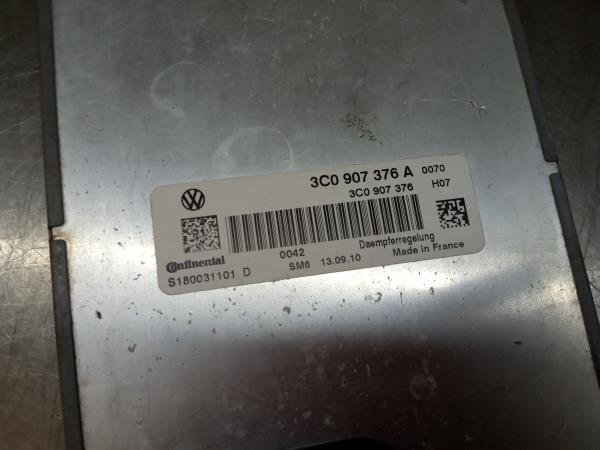 3C0 907 376 A 0070
3C0 907 376 H07
0042 Daempferregelung
Continental SM6 13.09.10 Made in France
S180031101 D